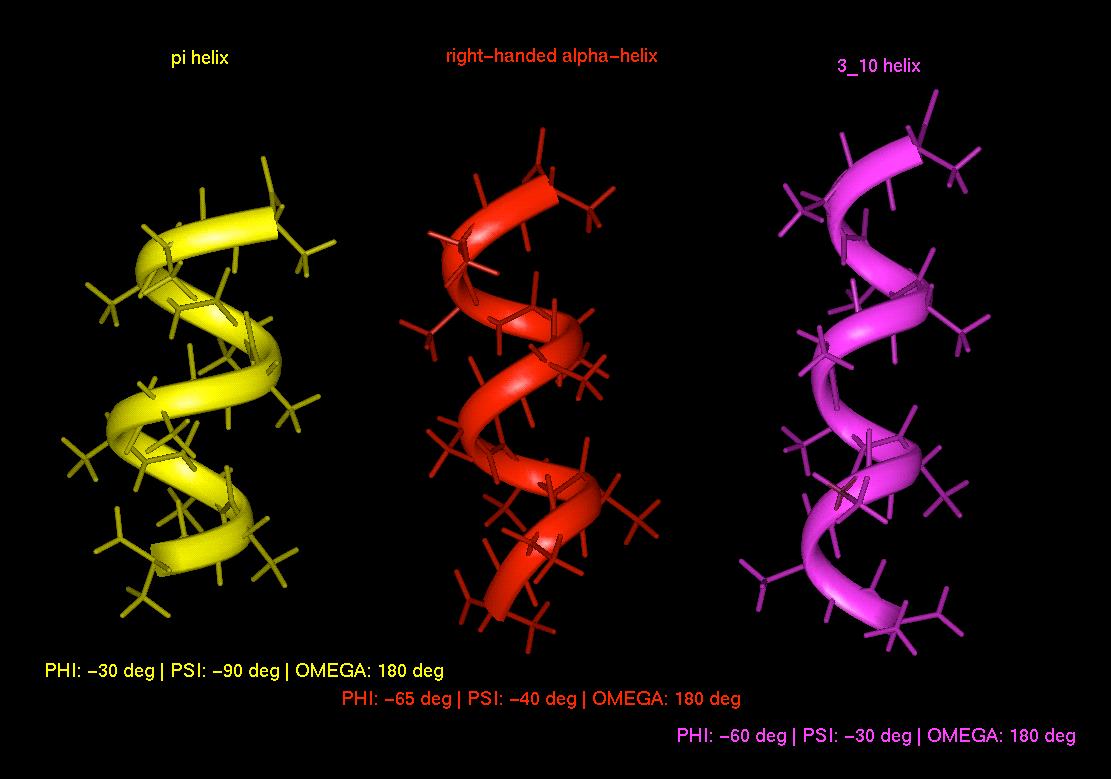 pi helix
right-handed alpha-helix
3_10 helix
PHI: -30 deg | PSI: -90 deg | OMEGA: 180 deg
PHI: -65 deg | PSI: -40 deg | OMEGA: 180 deg
PHI: -60 deg | PSI: -30 deg | OMEGA: 180 deg